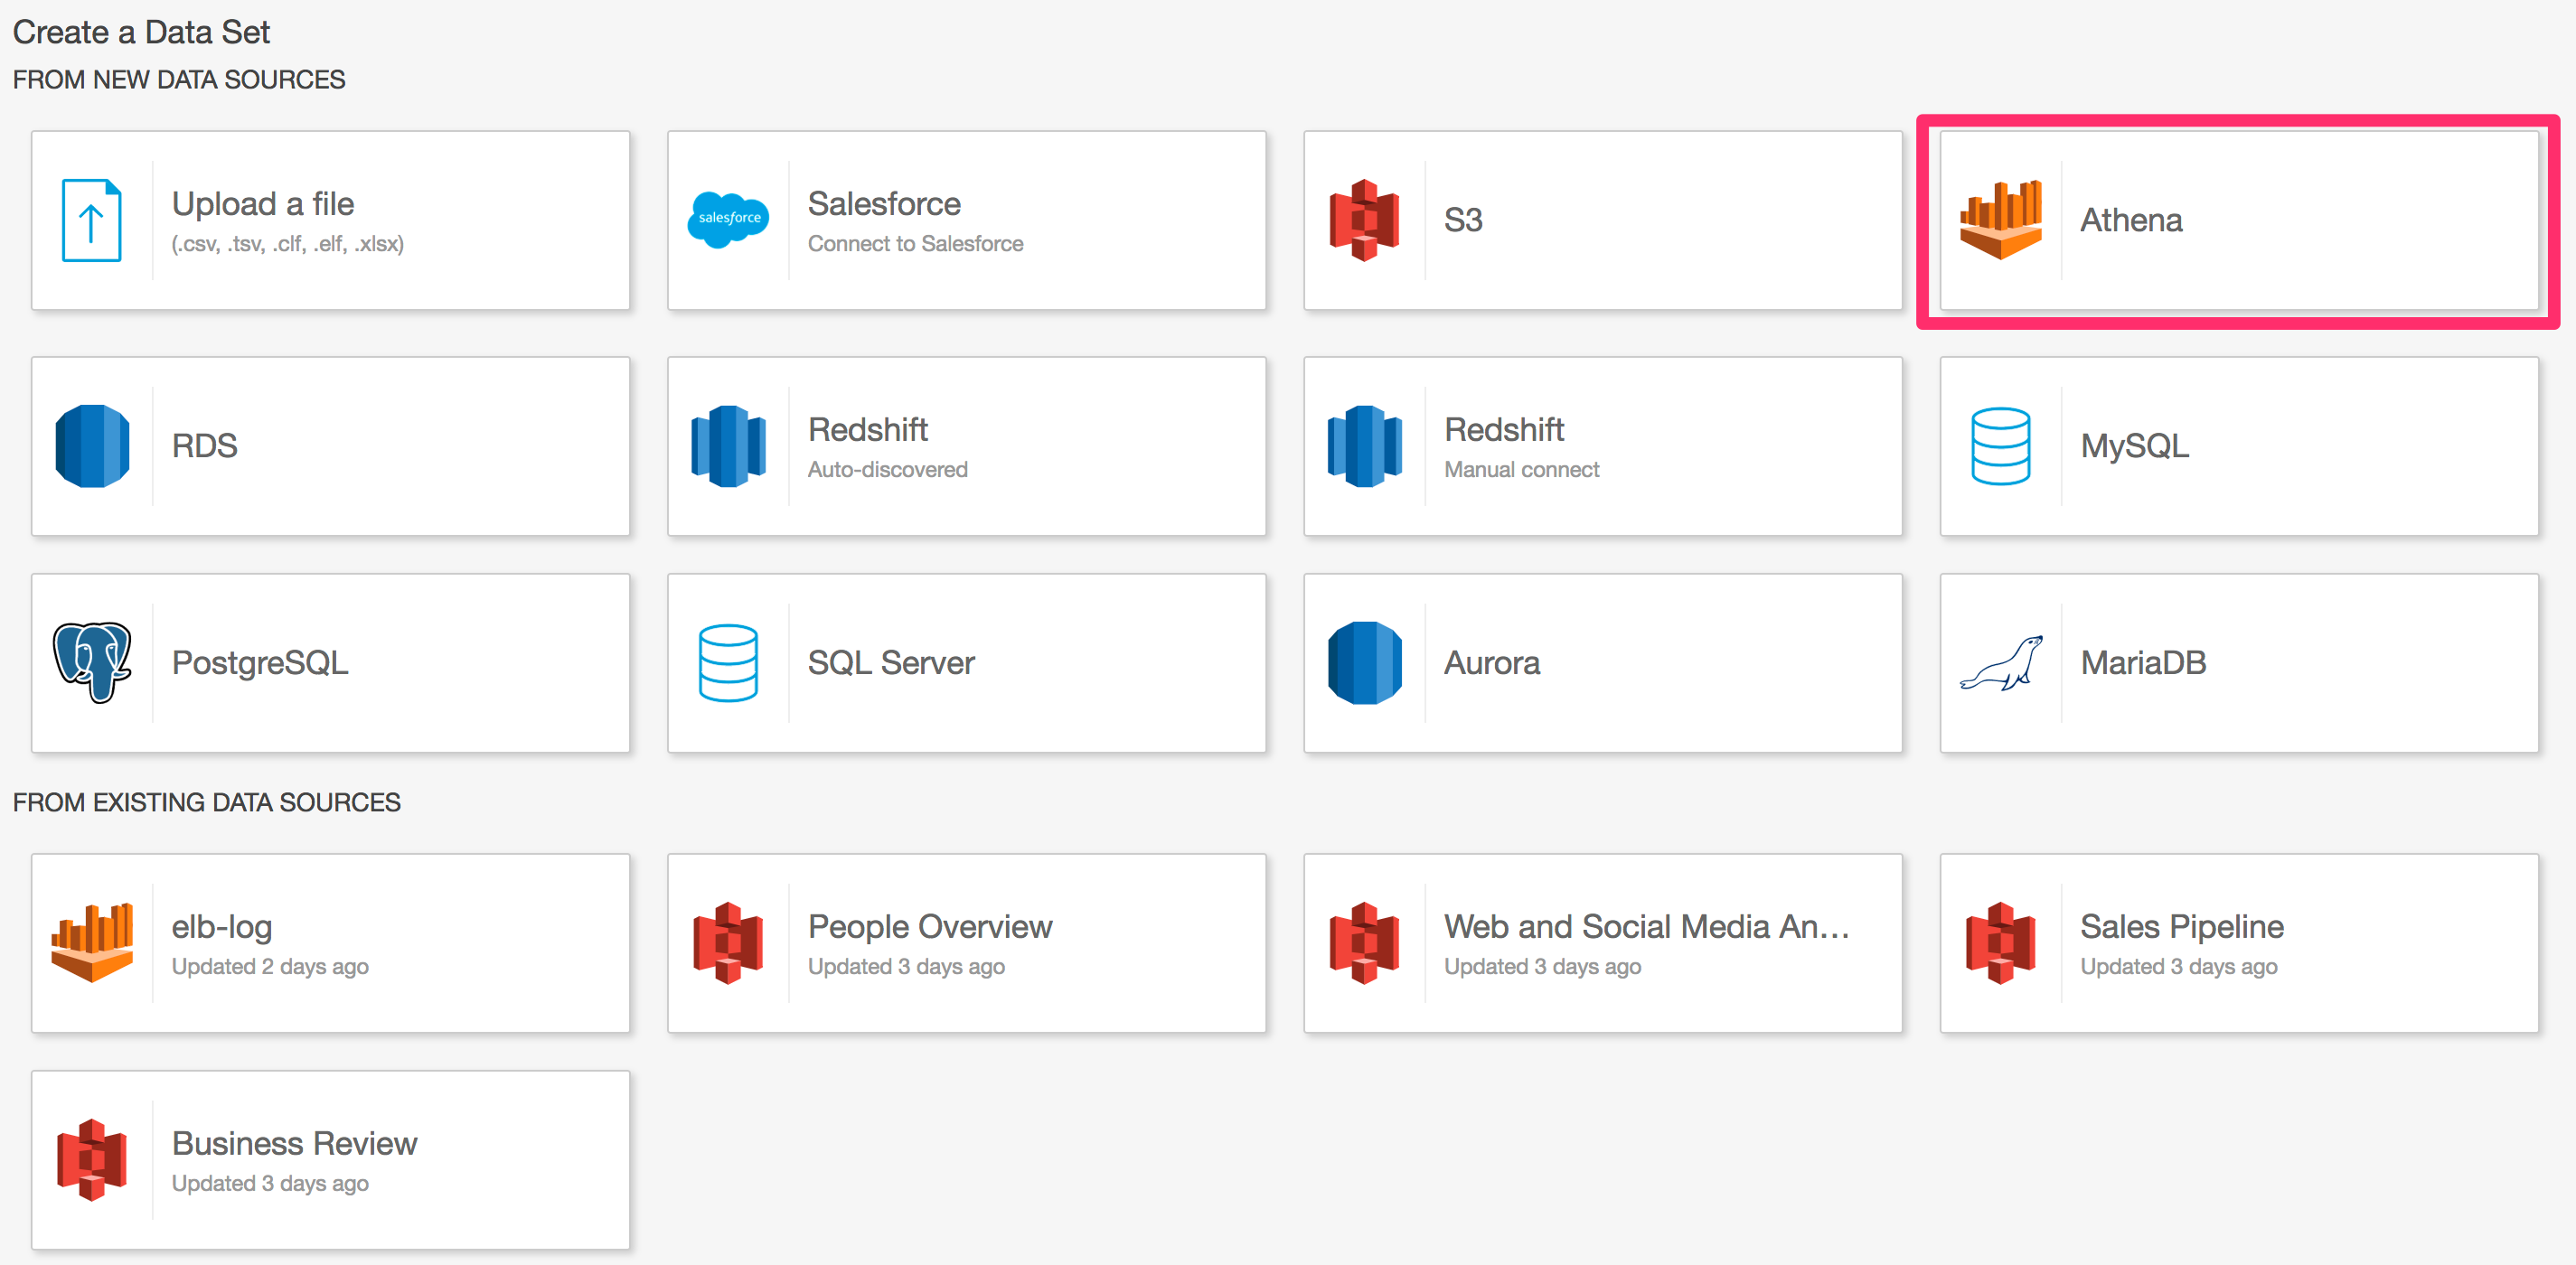 Create a Data Set
FROM NEW DATA SOURCES
Upload a file
(.csv, .tsv, .clf, .elf, .xlsx)
salesforce
Salesforce
Connect to Salesforce
S3
Athena
RDS
Redshift
Auto-discovered
Redshift
Manual connect
MySQL
PostgreSQL
SQL Server
Aurora
MariaDB
FROM EXISTING DATA SOURCES
elb-log
Updated 2 days ago
People Overview
Updated 3 days ago
Web and Social Media An…
Updated 3 days ago
Sales Pipeline
Updated 3 days ago
Business Review
Updated 3 days ago